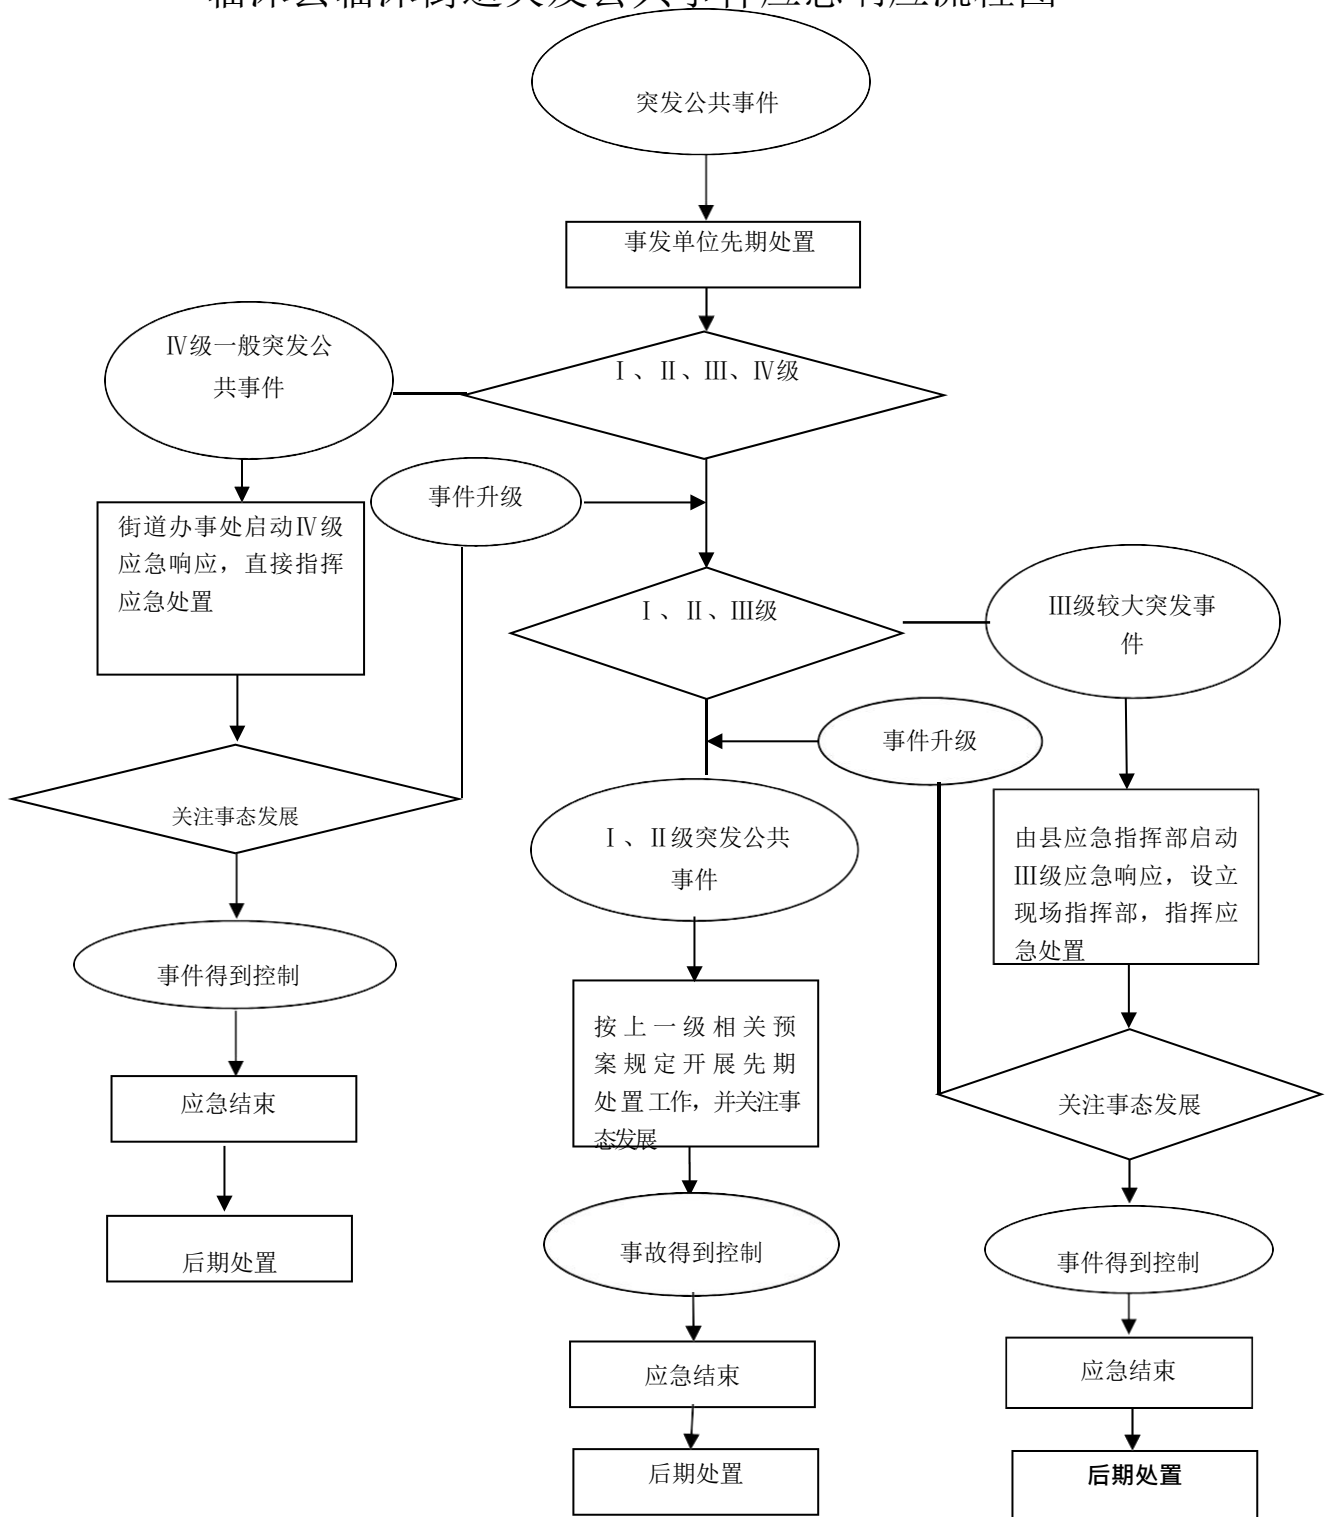 突发公共事件
事发单位先期处置
Ⅳ级一般突发公
共事件
Ⅰ、Ⅱ、Ⅲ、Ⅳ级
事件升级
街道办事处启动Ⅳ级
应急响应，直接指挥
应急处置
Ⅰ、Ⅱ、Ⅲ级
Ⅲ级较大突发事
件
事件升级
关注事态发展
Ⅰ、Ⅱ级突发公共
事件
由县应急指挥部启动
Ⅲ级应急响应，设立
现场指挥部，指挥应
急处置
事件得到控制
按上一级相关预
案规定开展先期
处置工作，并关注事
态发展
应急结束
关注事态发展
后期处置
事故得到控制
事件得到控制
应急结束
应急结束
后期处置
后期处置